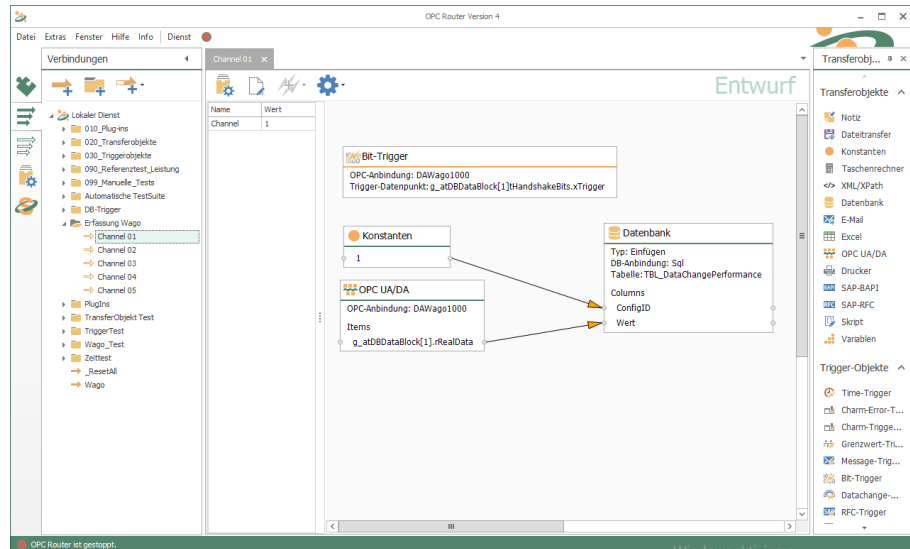 OPC Router Version 4
Datei Extras Fenster Hilfe Info Dienst
Verbindungen
Lokaler Dienst
010_Plug-ins
020_Transferobjekte
030_Triggerobjekte
090_Referenztest_Leistung
099_Manuelle_Tests
Automatische TestSuite
DB-Trigger
Erfassung Wago
Channel 01
Channel 02
Channel 03
Channel 04
Channel 05
PlugIns
TransferObjekt Test
TriggerTest
Wago_Test
Zeittest
_ResetAll
Wago
Channel 01
Entwurf
Name Wert
Channel 1
Bit-Trigger
OPC-Anbindung: DAWago1000
Trigger-Datenpunkt: g_atDBDataBlock[1]tHandshakeBits.xTrigger
Konstanten
1
OPC UA/DA
OPC-Anbindung: DAWago1000
Items
g_atDBDataBlock[1].rRealData
Datenbank
Typ: Einfügen
DB-Anbindung: Sql
Tabelle: TBL_DataChangePerformance
Columns
ConfigID
Wert
Transferobj...
Transferobjekte
Notiz
Dateitransfer
Konstanten
Taschenrechner
XML/XPath
Datenbank
E-Mail
Excel
OPC UA/DA
Drucker
SAP-BAPI
SAP-RFC
Skript
Variablen
Trigger-Objekte
Time-Trigger
Charm-Error-T...
Charm-Trigge...
Grenzwert-Tri...
Message-Trig...
Bit-Trigger
Datachange-...
RFC-Trigger
OPC Router ist gestoppt.